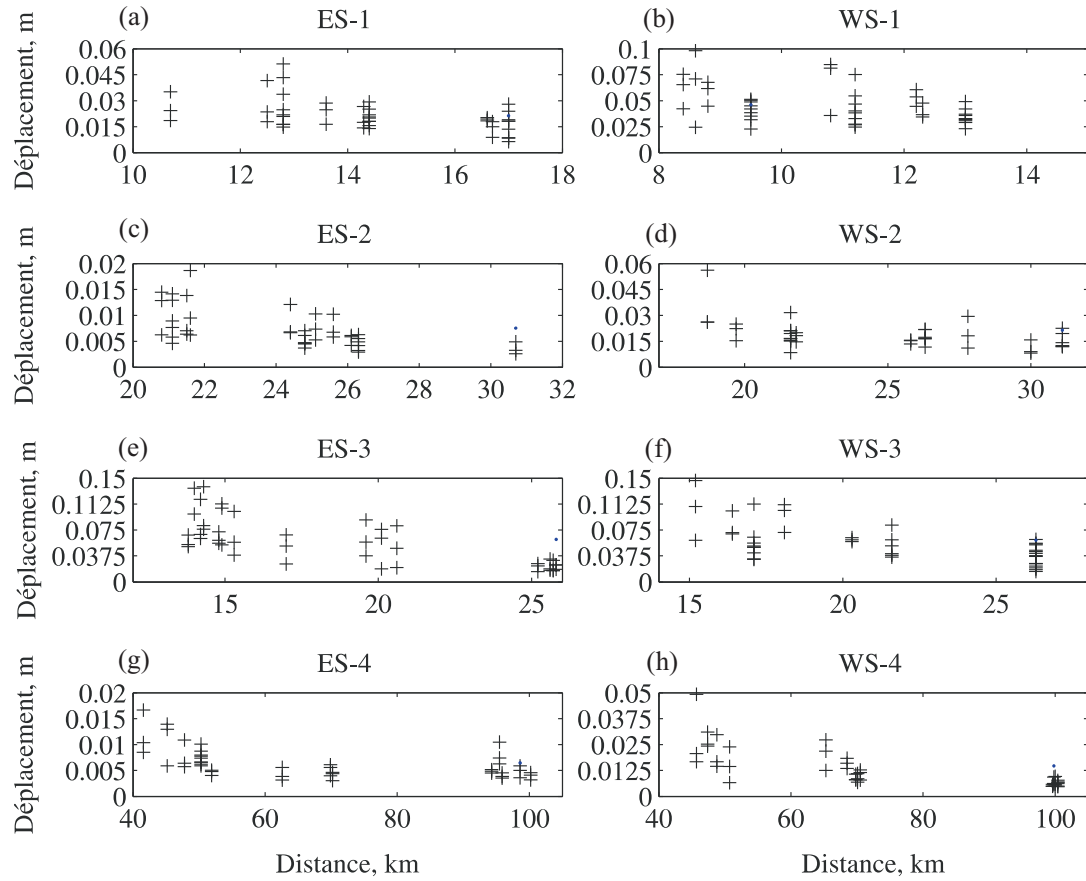 (a) ES-1 (b) WS-1
Déplacement, m
0.06
0.045
0.03
0.015
0
10 12 14 16 18
0.1
0.075
0.05
0.025
0
8 10 12 14
(c) ES-2 (d) WS-2
Déplacement, m
0.02
0.015
0.01
0.005
0
20 22 24 26 28 30 32
0.06
0.045
0.03
0.015
0
20 25 30
(e) ES-3 (f) WS-3
Déplacement, m
0.15
0.1125
0.075
0.0375
0
15 20 25
0.15
0.1125
0.075
0.0375
0
15 20 25
(g) ES-4 (h) WS-4
Déplacement, m
0.02
0.015
0.01
0.005
0
40 60 80 100
0.05
0.0375
0.025
0.0125
0
40 60 80 100
Distance, km Distance, km